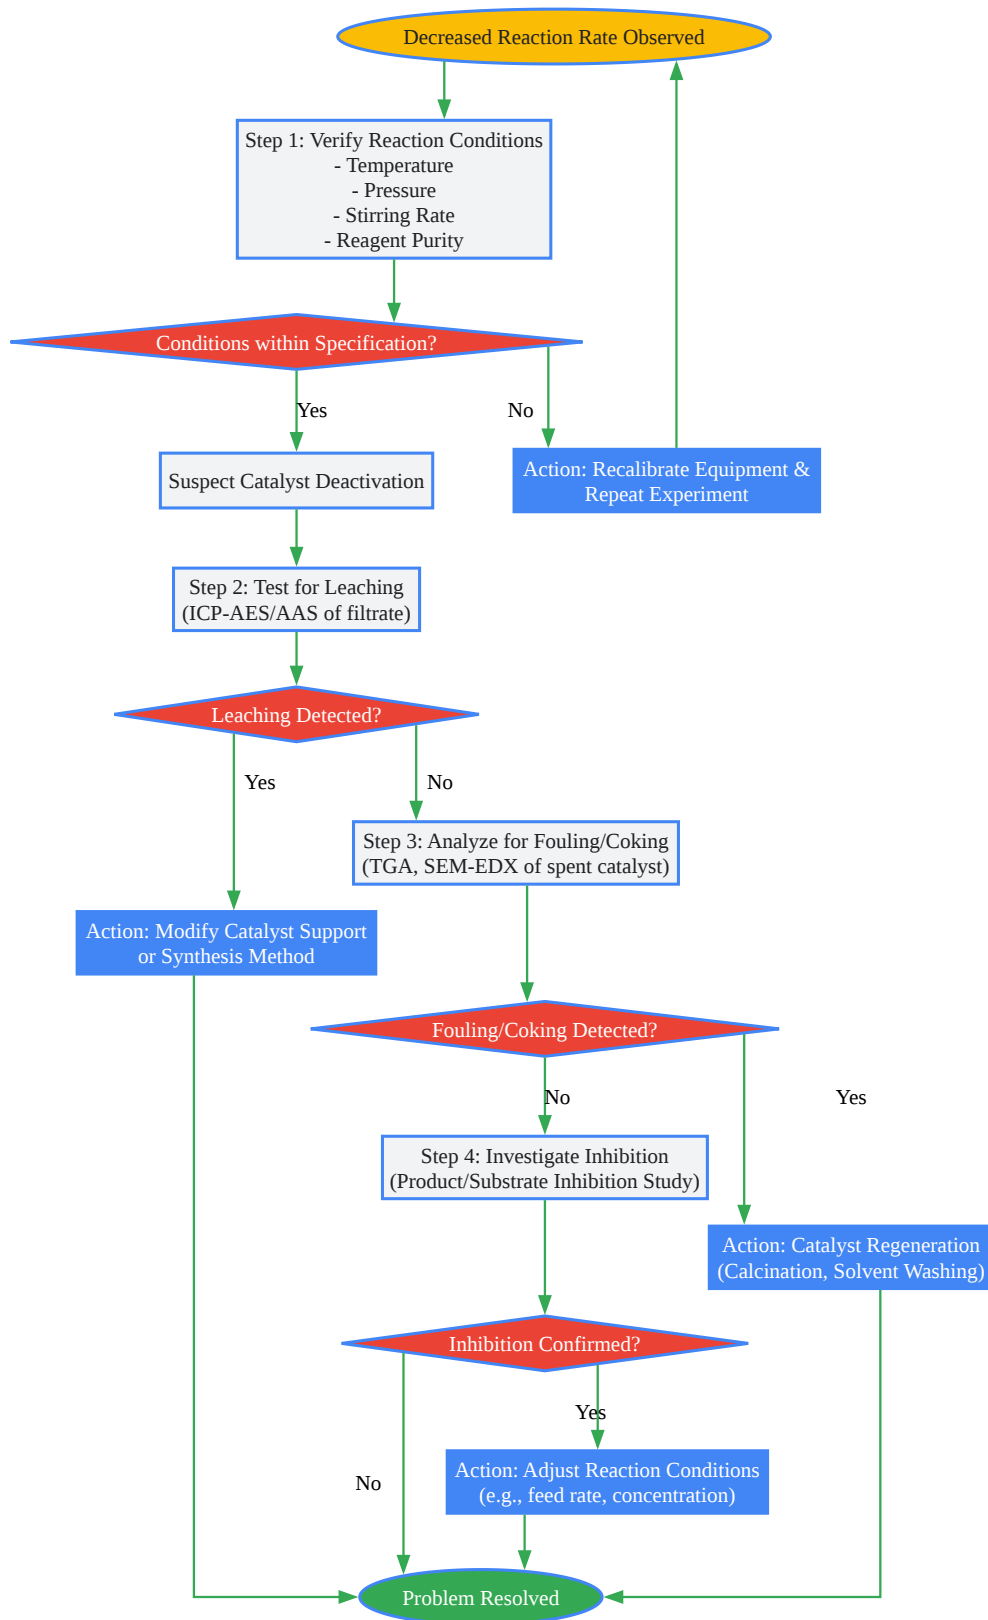 Decreased Reaction Rate Observed
Step 1: Verify Reaction Conditions
- Temperature
- Pressure
- Stirring Rate
- Reagent Purity
Conditions within Specification?
Yes
No
Suspect Catalyst Deactivation
Action: Recalibrate Equipment &
Repeat Experiment
Step 2: Test for Leaching
(ICP-AES/AAS of filtrate)
Leaching Detected?
Yes
No
Step 3: Analyze for Fouling/Coking
(TGA, SEM-EDX of spent catalyst)
Action: Modify Catalyst Support
or Synthesis Method
Fouling/Coking Detected?
No
Yes
Step 4: Investigate Inhibition
(Product/Substrate Inhibition Study)
Action: Catalyst Regeneration
(Calcination, Solvent Washing)
Inhibition Confirmed?
Yes
No
Action: Adjust Reaction Conditions
(e.g., feed rate, concentration)
Problem Resolved